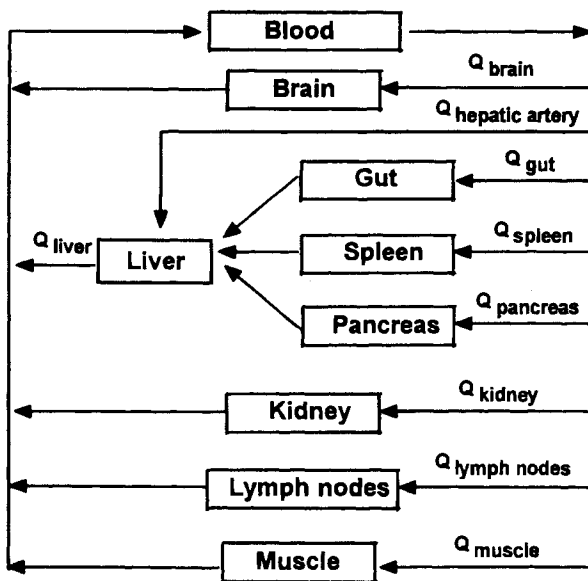 Blood
Q brain
Brain
Q hepatic artery
Q gut
Gut
Q liver
Q spleen
Liver
Spleen
Q pancreas
Pancreas
Q kidney
Kidney
Q lymph nodes
Lymph nodes
Q muscle
Muscle